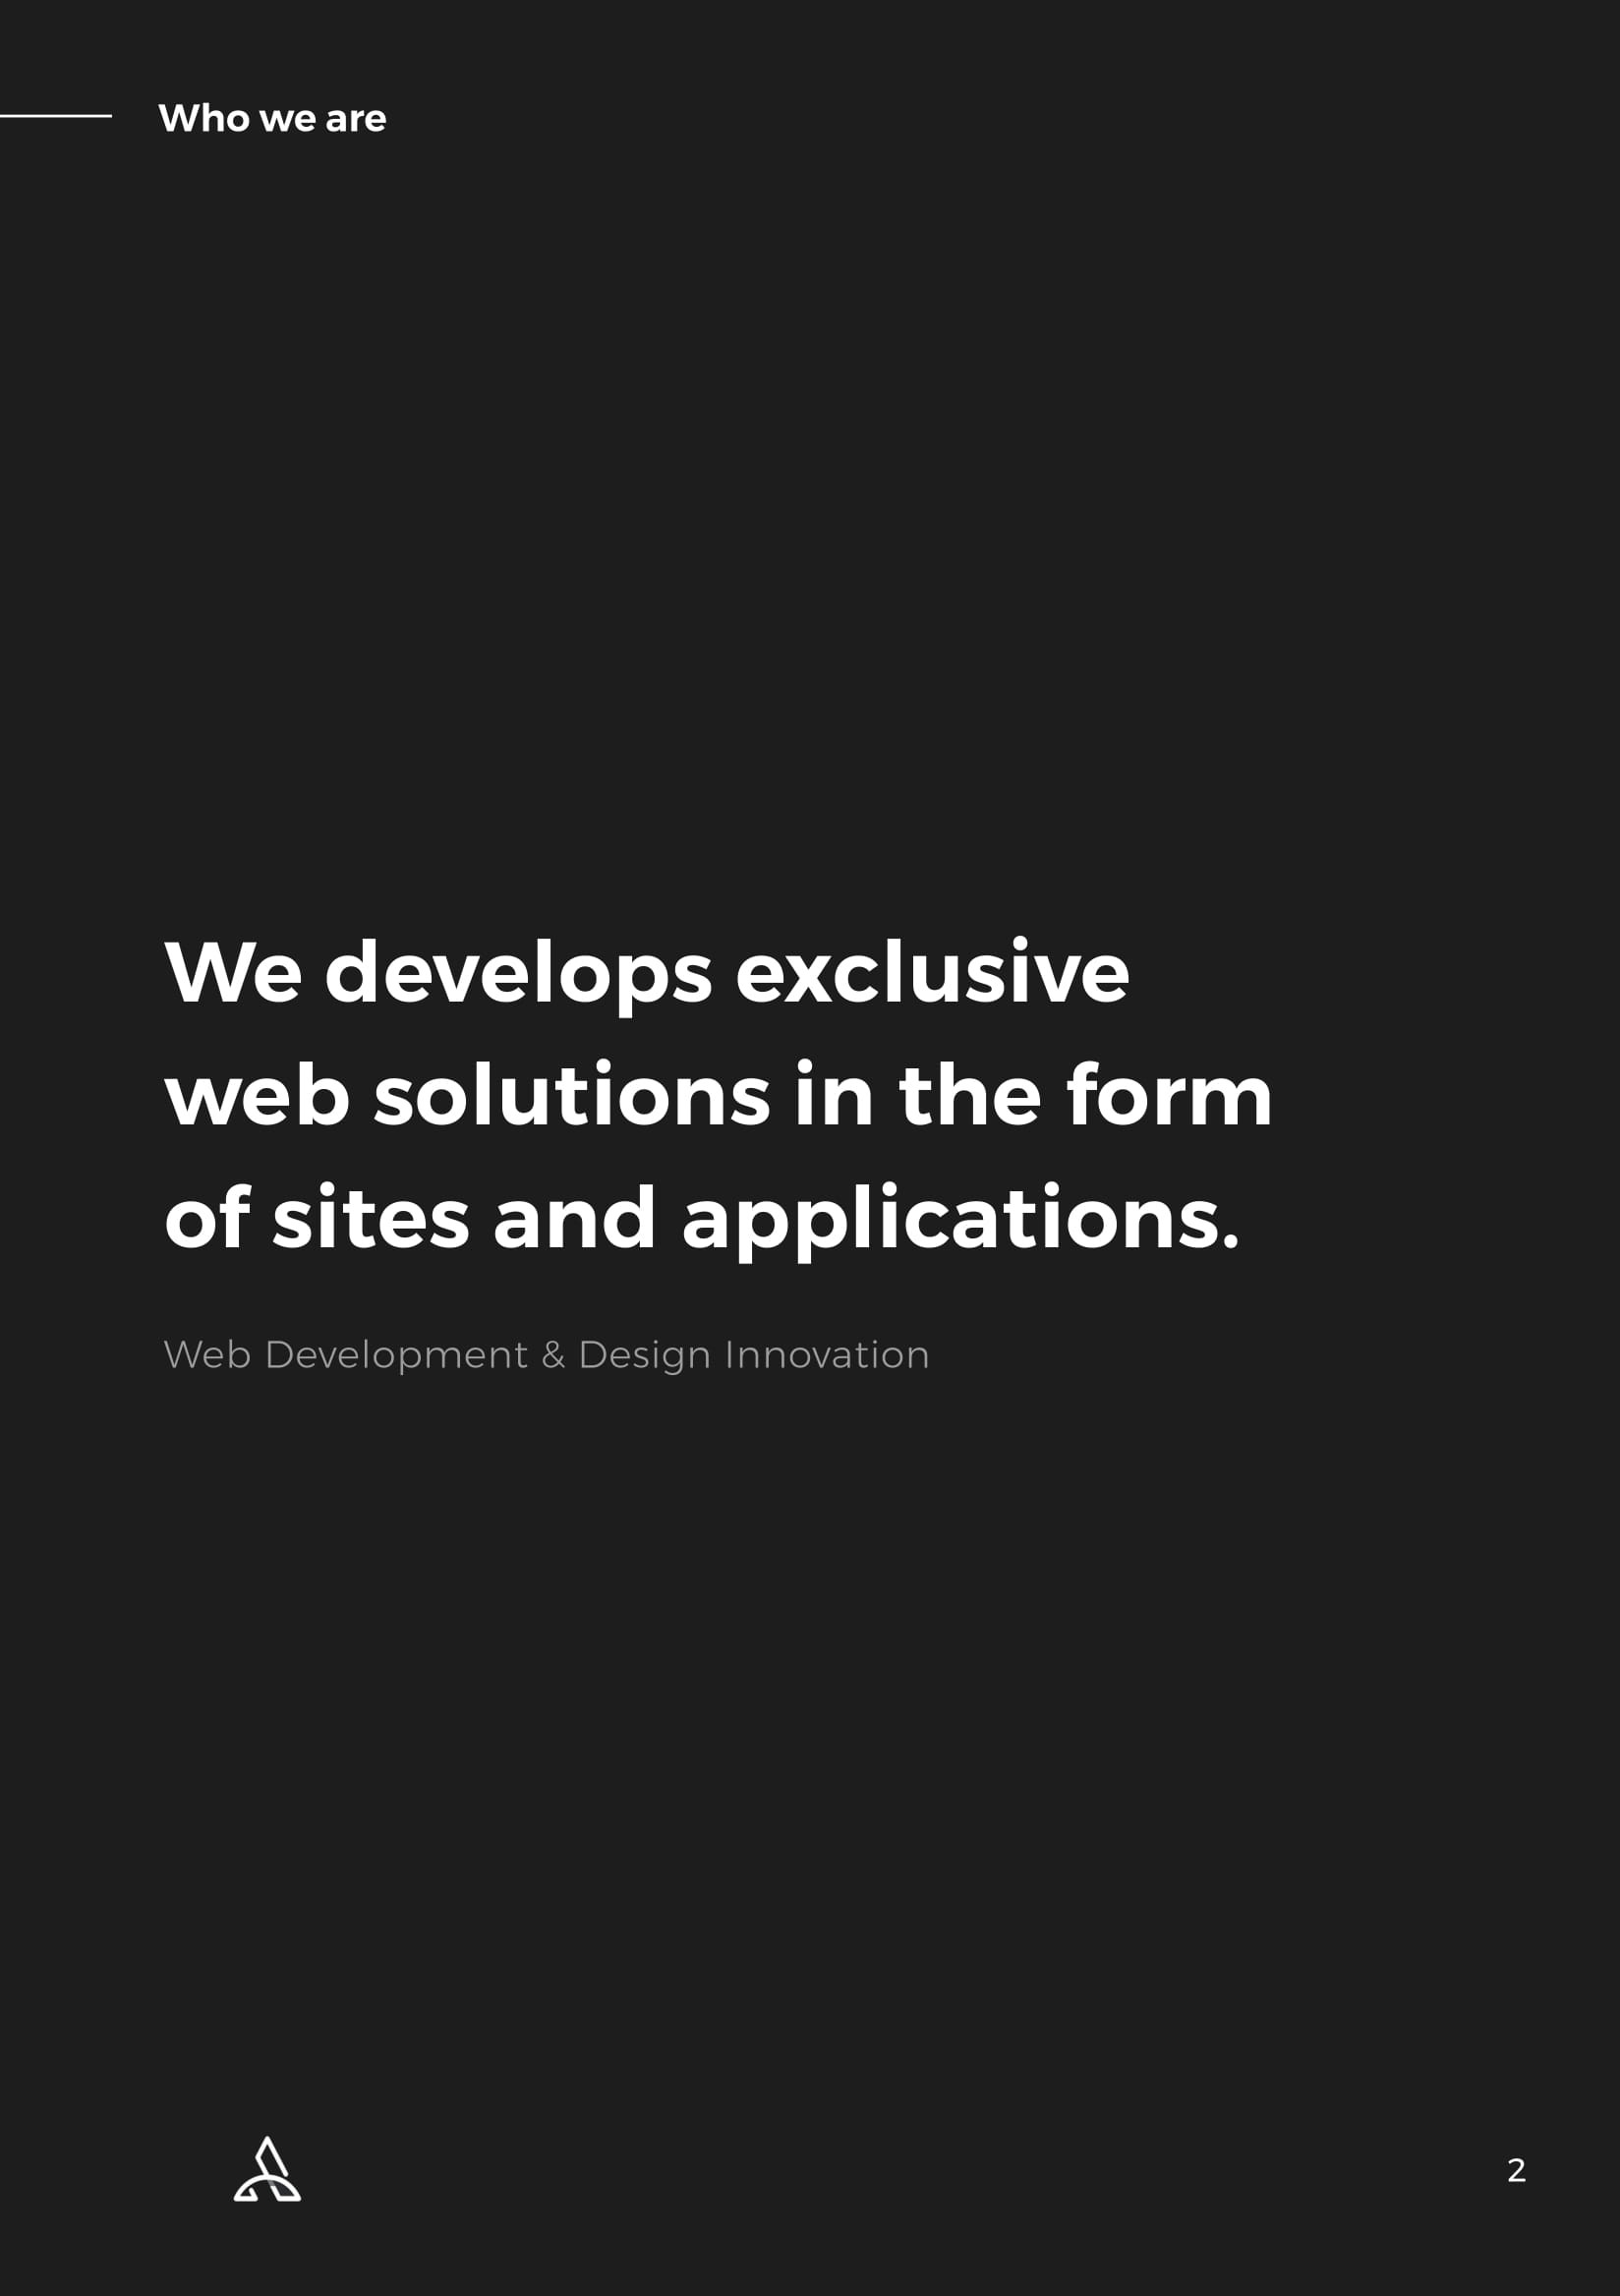 Who we are
We develops exclusive
web solutions in the form
of sites and applications.
Web Development & Design Innovation
2